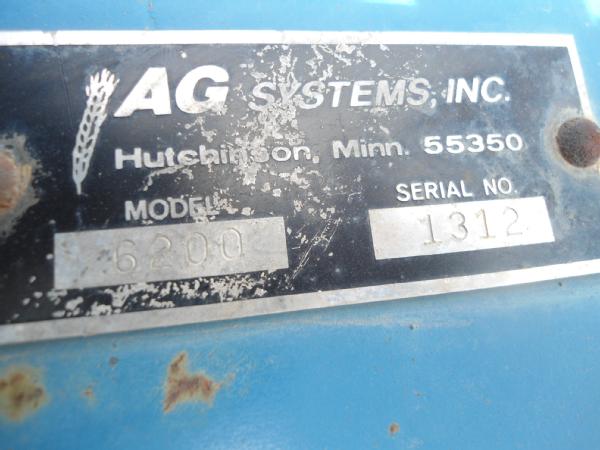 AG SYSTEMS, INC.
Hutchinson, Minn. 55350
MODEL
SERIAL NO.
6200
1312